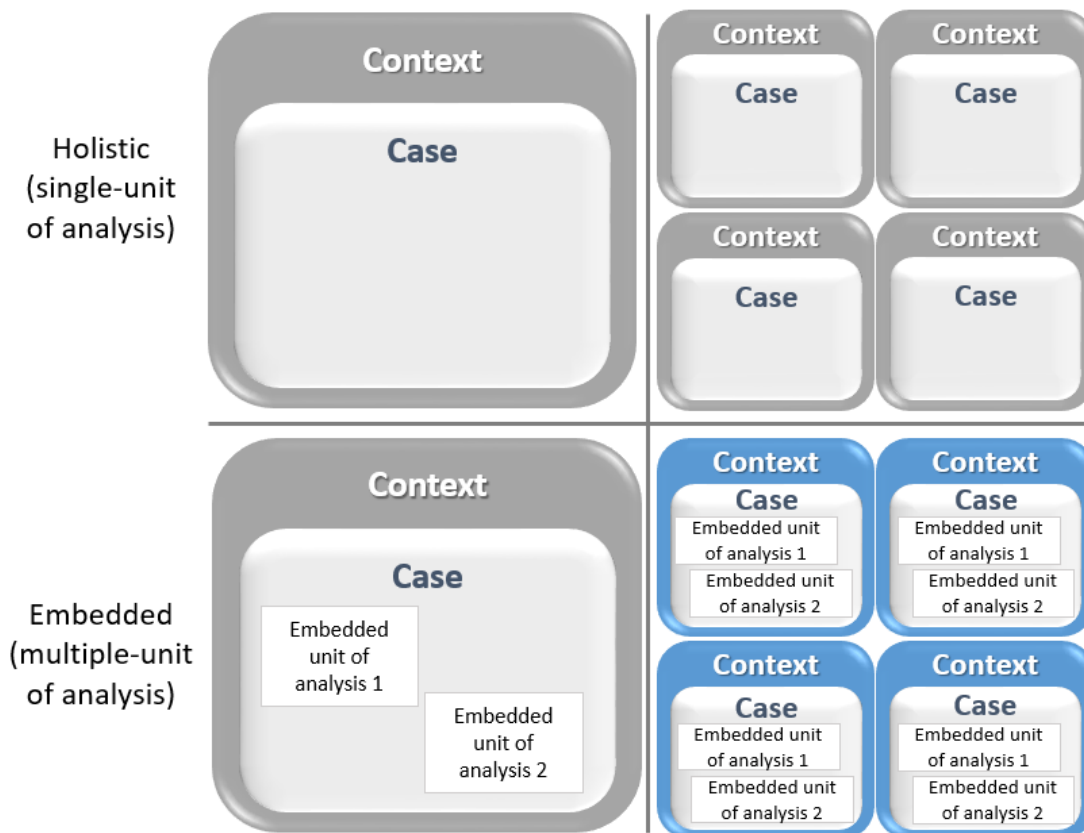 Holistic
(single-unit
of analysis)
Context
Case
Context
Case
Context
Case
Context
Case
Context
Case
Embedded
(multiple-unit
of analysis)
Context
Case
Embedded
unit of
analysis 1
Embedded
unit of
analysis 2
Context
Case
Embedded unit
of analysis 1
Embedded unit
of analysis 2
Context
Case
Embedded unit
of analysis 1
Embedded unit
of analysis 2
Context
Case
Embedded unit
of analysis 1
Embedded unit
of analysis 2
Context
Case
Embedded unit
of analysis 1
Embedded unit
of analysis 2